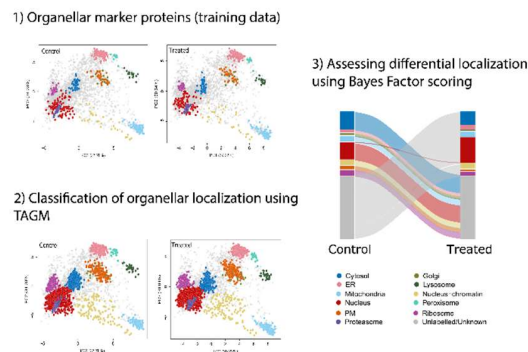 1) Organellar marker proteins (training data)
Control
Treated
3) Assessing differential localization
using Bayes Factor scoring
2) Classification of organellar localization using
TAGM
Control
Treated
Control
Treated
Cytosol
ER
Mitochondria
Nucleus
PM
Proteasome
Golgi
Lysosome
Nucleus-chromatin
Peroxisome
Ribosome
Unlabelled/Unknown